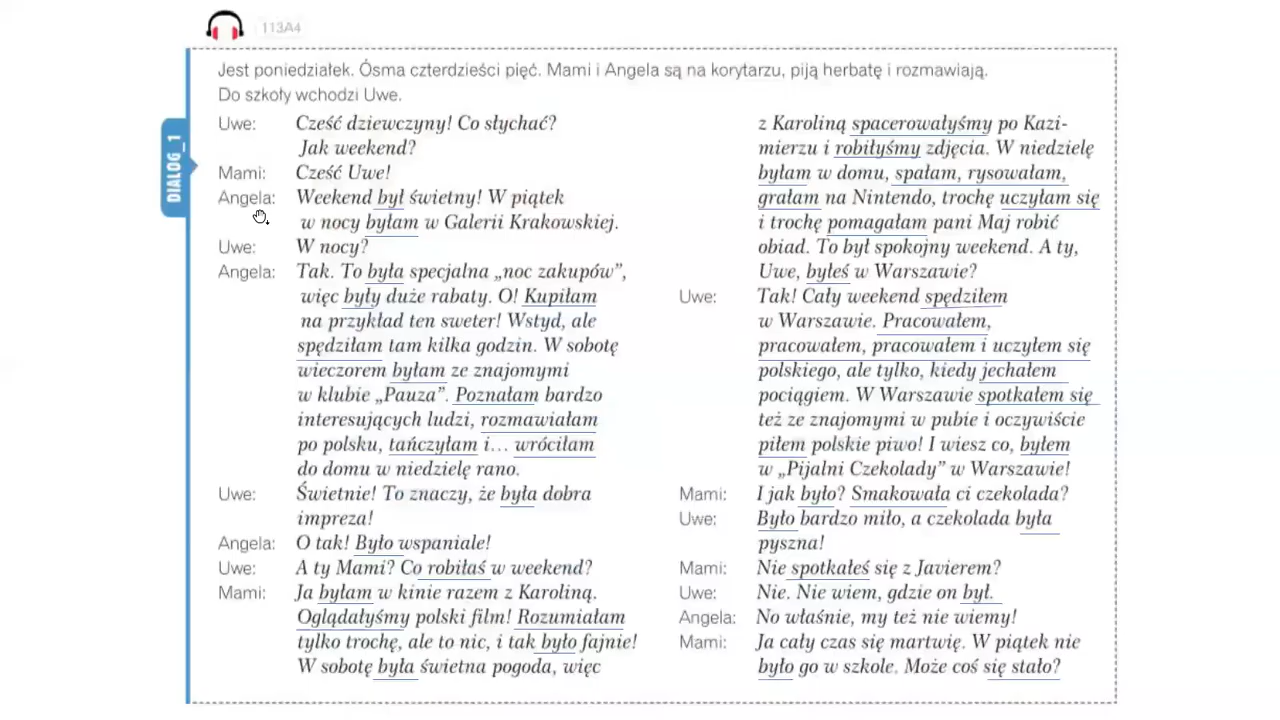 113A4
Jest poniedziałek. Ósma czterdzieści pięć. Mami i Angela są na korytarzu, piją herbatę i rozmawiają.
Do szkoły wchodzi Uwe.
DIALOG_1
Uwe: Cześć dziewczyny! Co słychać?
Jak weekend?
Mami: Cześć Uwe!
Angela: Weekend był świetny! W piątek
w nocy byłam w Galerii Krakowskiej.
Uwe: W nocy?
Angela: Tak. To była specjalna „noc zakupów”,
więc były duże rabaty. O! Kupiłam
na przykład ten sweter! Wstyd, ale
spędziłam tam kilka godzin. W sobotę
wieczorem byłam ze znajomymi
w klubie „Pauza”. Poznałam bardzo
interesujących ludzi, rozmawiałam
po polsku, tańczyłam i… wróciłam
do domu w niedzielę rano.
Uwe: Świetnie! To znaczy, że była dobra
impreza!
Angela: O tak! Było wspaniale!
Uwe: A ty Mami? Co robiłaś w weekend?
Mami: Ja byłam w kinie razem z Karoliną.
Oglądałyśmy polski film! Rozumiałam
tylko trochę, ale to nic, i tak było fajnie!
W sobotę była świetna pogoda, więc
z Karoliną spacerowałyśmy po Kazi-
mierzu i robiłyśmy zdjęcia. W niedzielę
byłam w domu, spałam, rysowałam,
grałam na Nintendo, trochę uczyłam się
i trochę pomagałam pani Maj robić
obiad. To był spokojny weekend. A ty,
Uwe, byłeś w Warszawie?
Uwe: Tak! Cały weekend spędziłem
w Warszawie. Pracowałem,
pracowałem, pracowałem i uczyłem się
polskiego, ale tylko, kiedy jechałem
pociągiem. W Warszawie spotkałem się
też ze znajomymi w pubie i oczywiście
piłem polskie piwo! I wiesz co, byłem
w „Pijalni Czekolady” w Warszawie!
Mami: I jak było? Smakowała ci czekolada?
Uwe: Było bardzo miło, a czekolada była
pyszna!
Mami: Nie spotkałeś się z Javierem?
Uwe: Nie. Nie wiem, gdzie on był.
Angela: No właśnie, my też nie wiemy!
Mami: Ja cały czas się martwię. W piątek nie
było go w szkole. Może coś się stało?